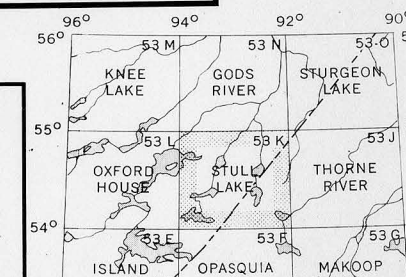 96° 94° 92° 90°
56° 53 M 53 N 53-O
KNEE GODS STURGEON
LAKE RIVER LAKE
55° 53 L 53 K 53 J
OXFORD STULL THORNE
HOUSE LAKE RIVER
54° 53 E 53 F 53 G
ISLAND OPASQUIA MAKOOP